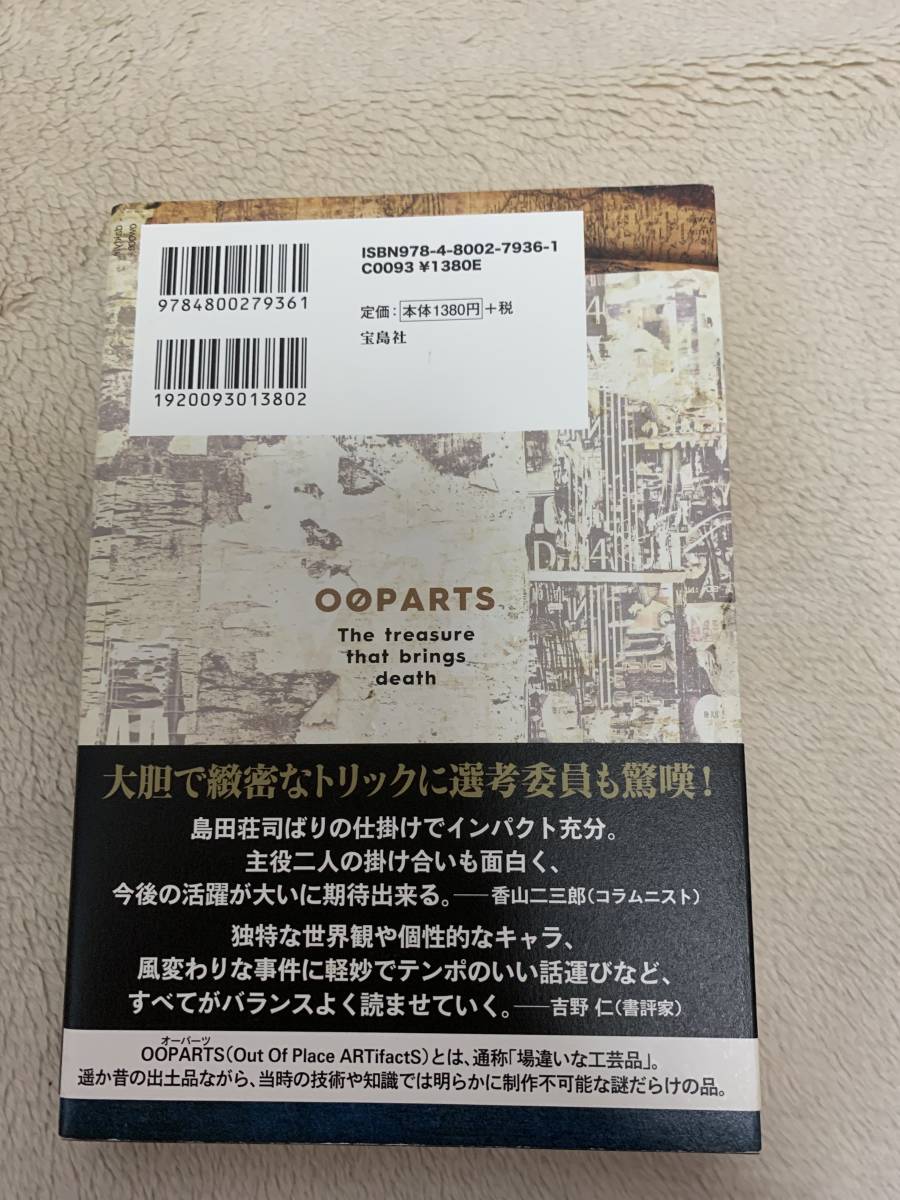 ISBN978-4-8002-7936-1
C0093 ¥1380E
9784800279361
定価：本体1380円+税
宝島社
1920093013802
D 4
OØPARTS
The treasure
that brings
death
大胆で緻密なトリックに選考委員も驚嘆！
島田荘司ばりの仕掛けでインパクト充分。
主役二人の掛け合いも面白く、
今後の活躍が大いに期待出来る。──香山二三郎（コラムニスト）
独特な世界観や個性的なキャラ、
風変わりな事件に軽妙でテンポのいい話運びなど、
すべてがバランスよく読ませていく。──吉野 仁（書評家）
オーパーツ
OOPARTS（Out Of Place ARTifactS）とは、通称「場違いな工芸品」。
遥か昔の出土品ながら、当時の技術や知識では明らかに制作不可能な謎だらけの品。